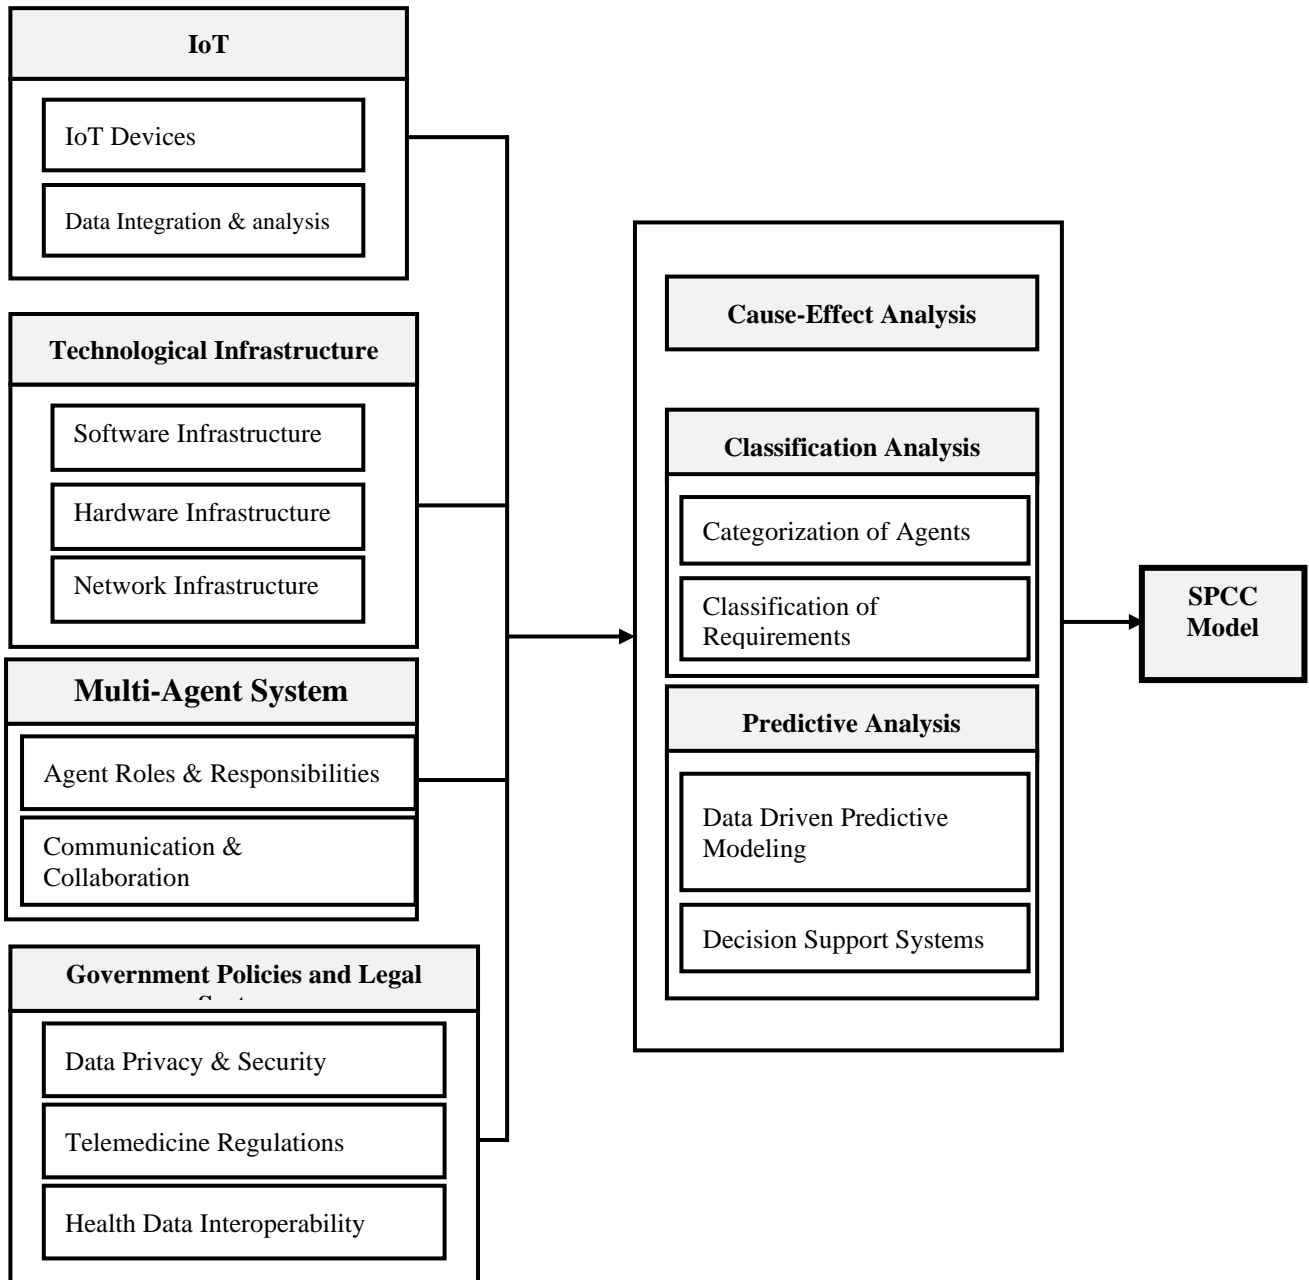 IoT
IoT Devices
Data Integration & analysis
Technological Infrastructure
Software Infrastructure
Hardware Infrastructure
Network Infrastructure
Multi-Agent System
Agent Roles & Responsibilities
Communication &
Collaboration
Government Policies and Legal
Data Privacy & Security
Telemedicine Regulations
Health Data Interoperability
Cause-Effect Analysis
Classification Analysis
Categorization of Agents
Classification of
Requirements
Predictive Analysis
Data Driven Predictive
Modeling
Decision Support Systems
SPCC
Model